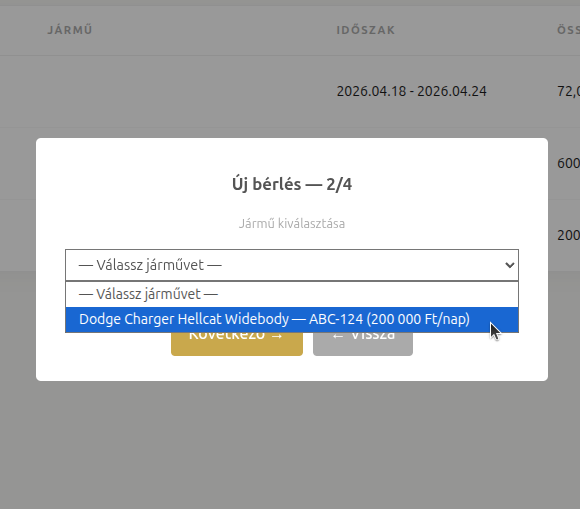 JÁRMŰ IDŐSZAK ÖSS
2026.04.18 - 2026.04.24 72,0
600
Új bérlés — 2/4
Jármű kiválasztása
200
— Válassz járművet —
— Válassz járművet —
Dodge Charger Hellcat Widebody — ABC-124 (200 000 Ft/nap)
Következő → ← Vissza